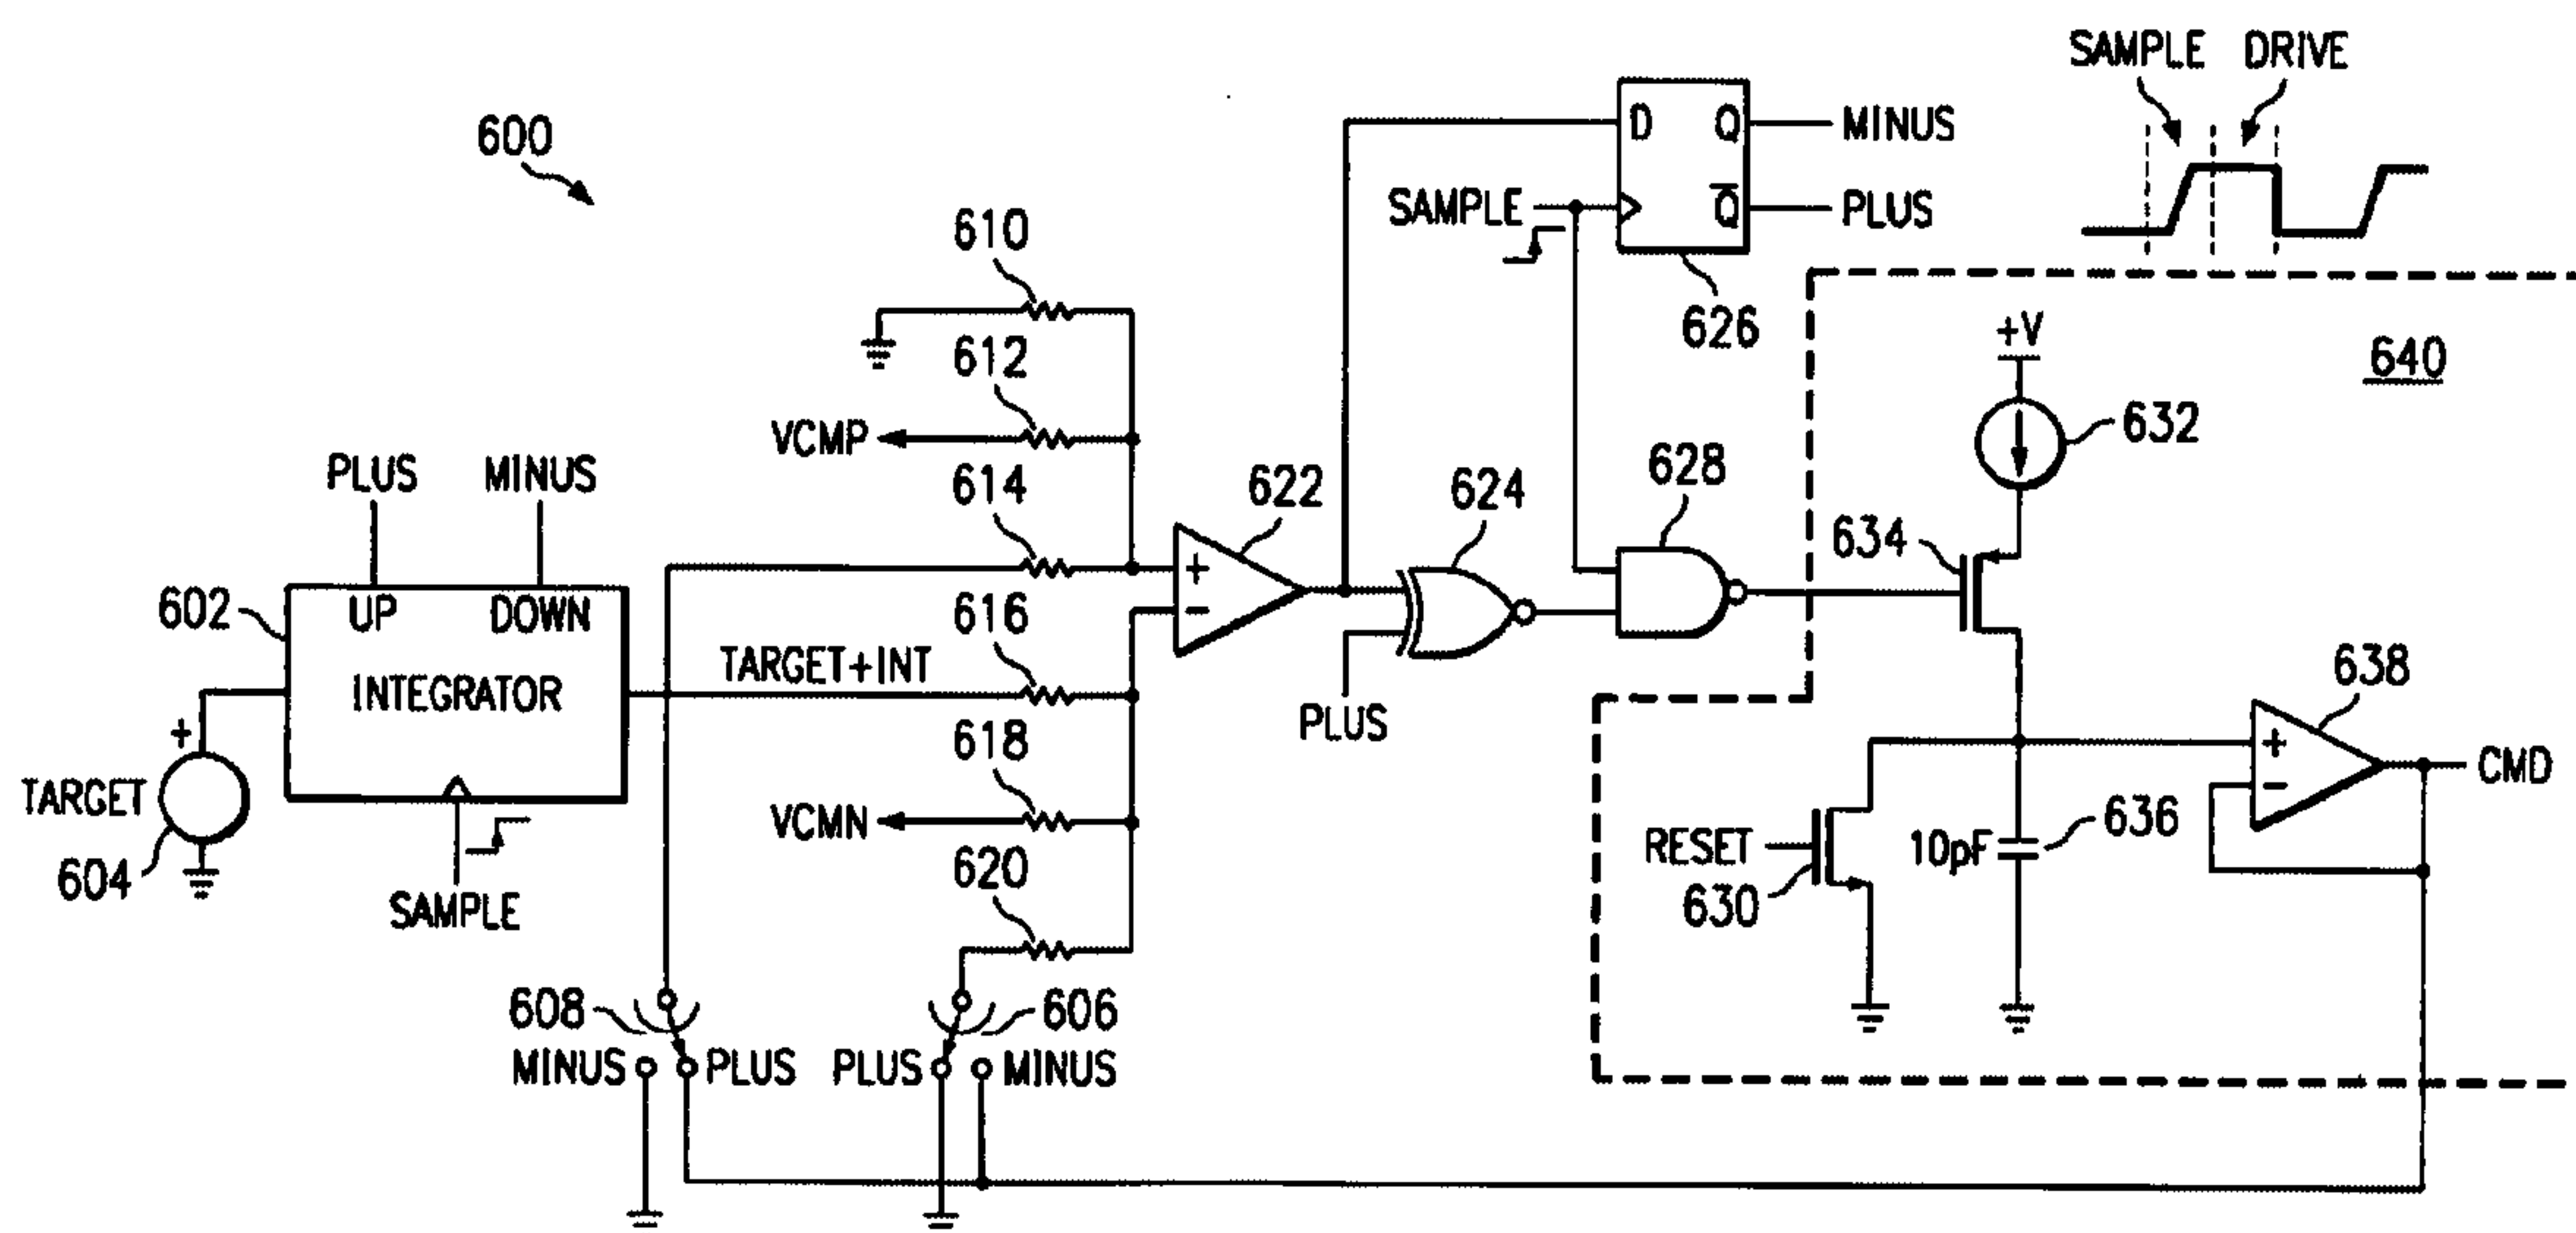 SAMPLE DRIVE
600
D Q MINUS
SAMPLE Q̅ PLUS
610
626
612
+V
640
VCMP
632
PLUS MINUS
614
622
624
628
634
602
UP DOWN
+
-
616
TARGET+INT
INTEGRATOR
638
PLUS
618
+
TARGET
+
-
CMD
VCMN
10pF
636
RESET
604
620
630
SAMPLE
608
606
MINUS PLUS PLUS MINUS